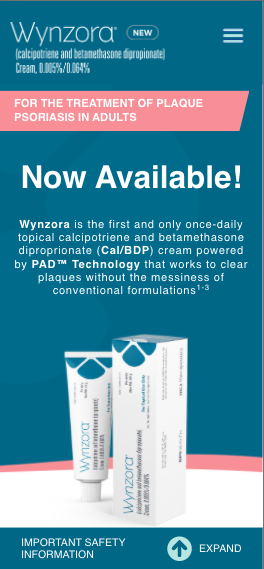 Wynzora® NEW
(calcipotriene and betamethasone dipropionate)
Cream, 0.005%/0.064%
FOR THE TREATMENT OF PLAQUE
PSORIASIS IN ADULTS
Now Available!
Wynzora is the first and only once-daily
topical calcipotriene and betamethasone
diproprionate (Cal/BDP) cream powered
by PAD™ Technology that works to clear
plaques without the messiness of
conventional formulations1-3
Wynzora
Wynzora
IMPORTANT SAFETY
INFORMATION
EXPAND